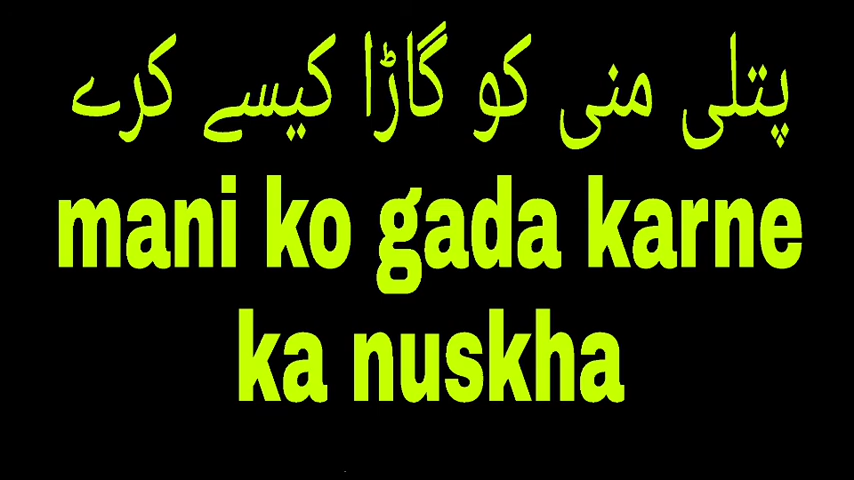 پتلی منی کو گاڑا کیسے کرے
mani ko gada karne
ka nuskha